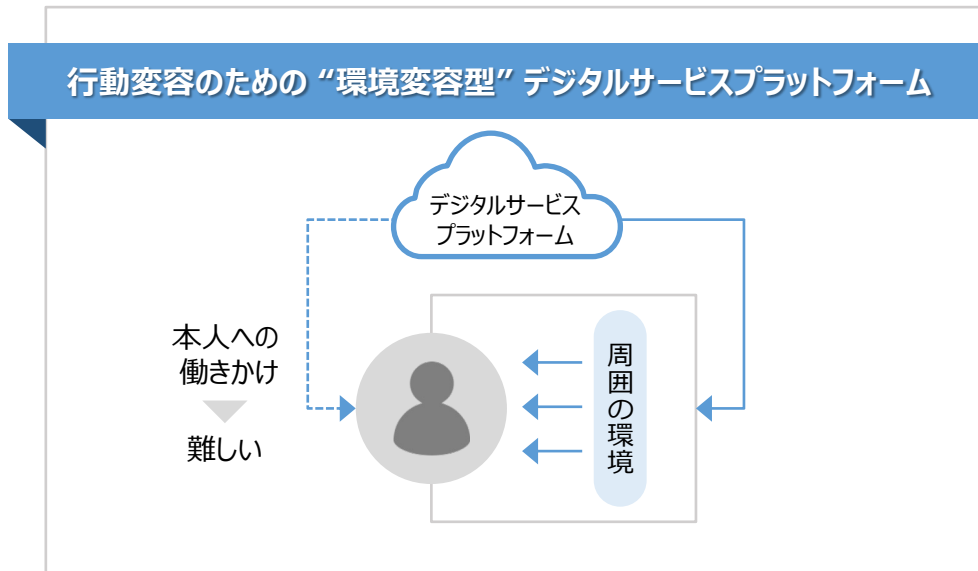 行動変容のための “環境変容型” デジタルサービスプラットフォーム
デジタルサービス
プラットフォーム
本人への
働きかけ
難しい
周囲の環境